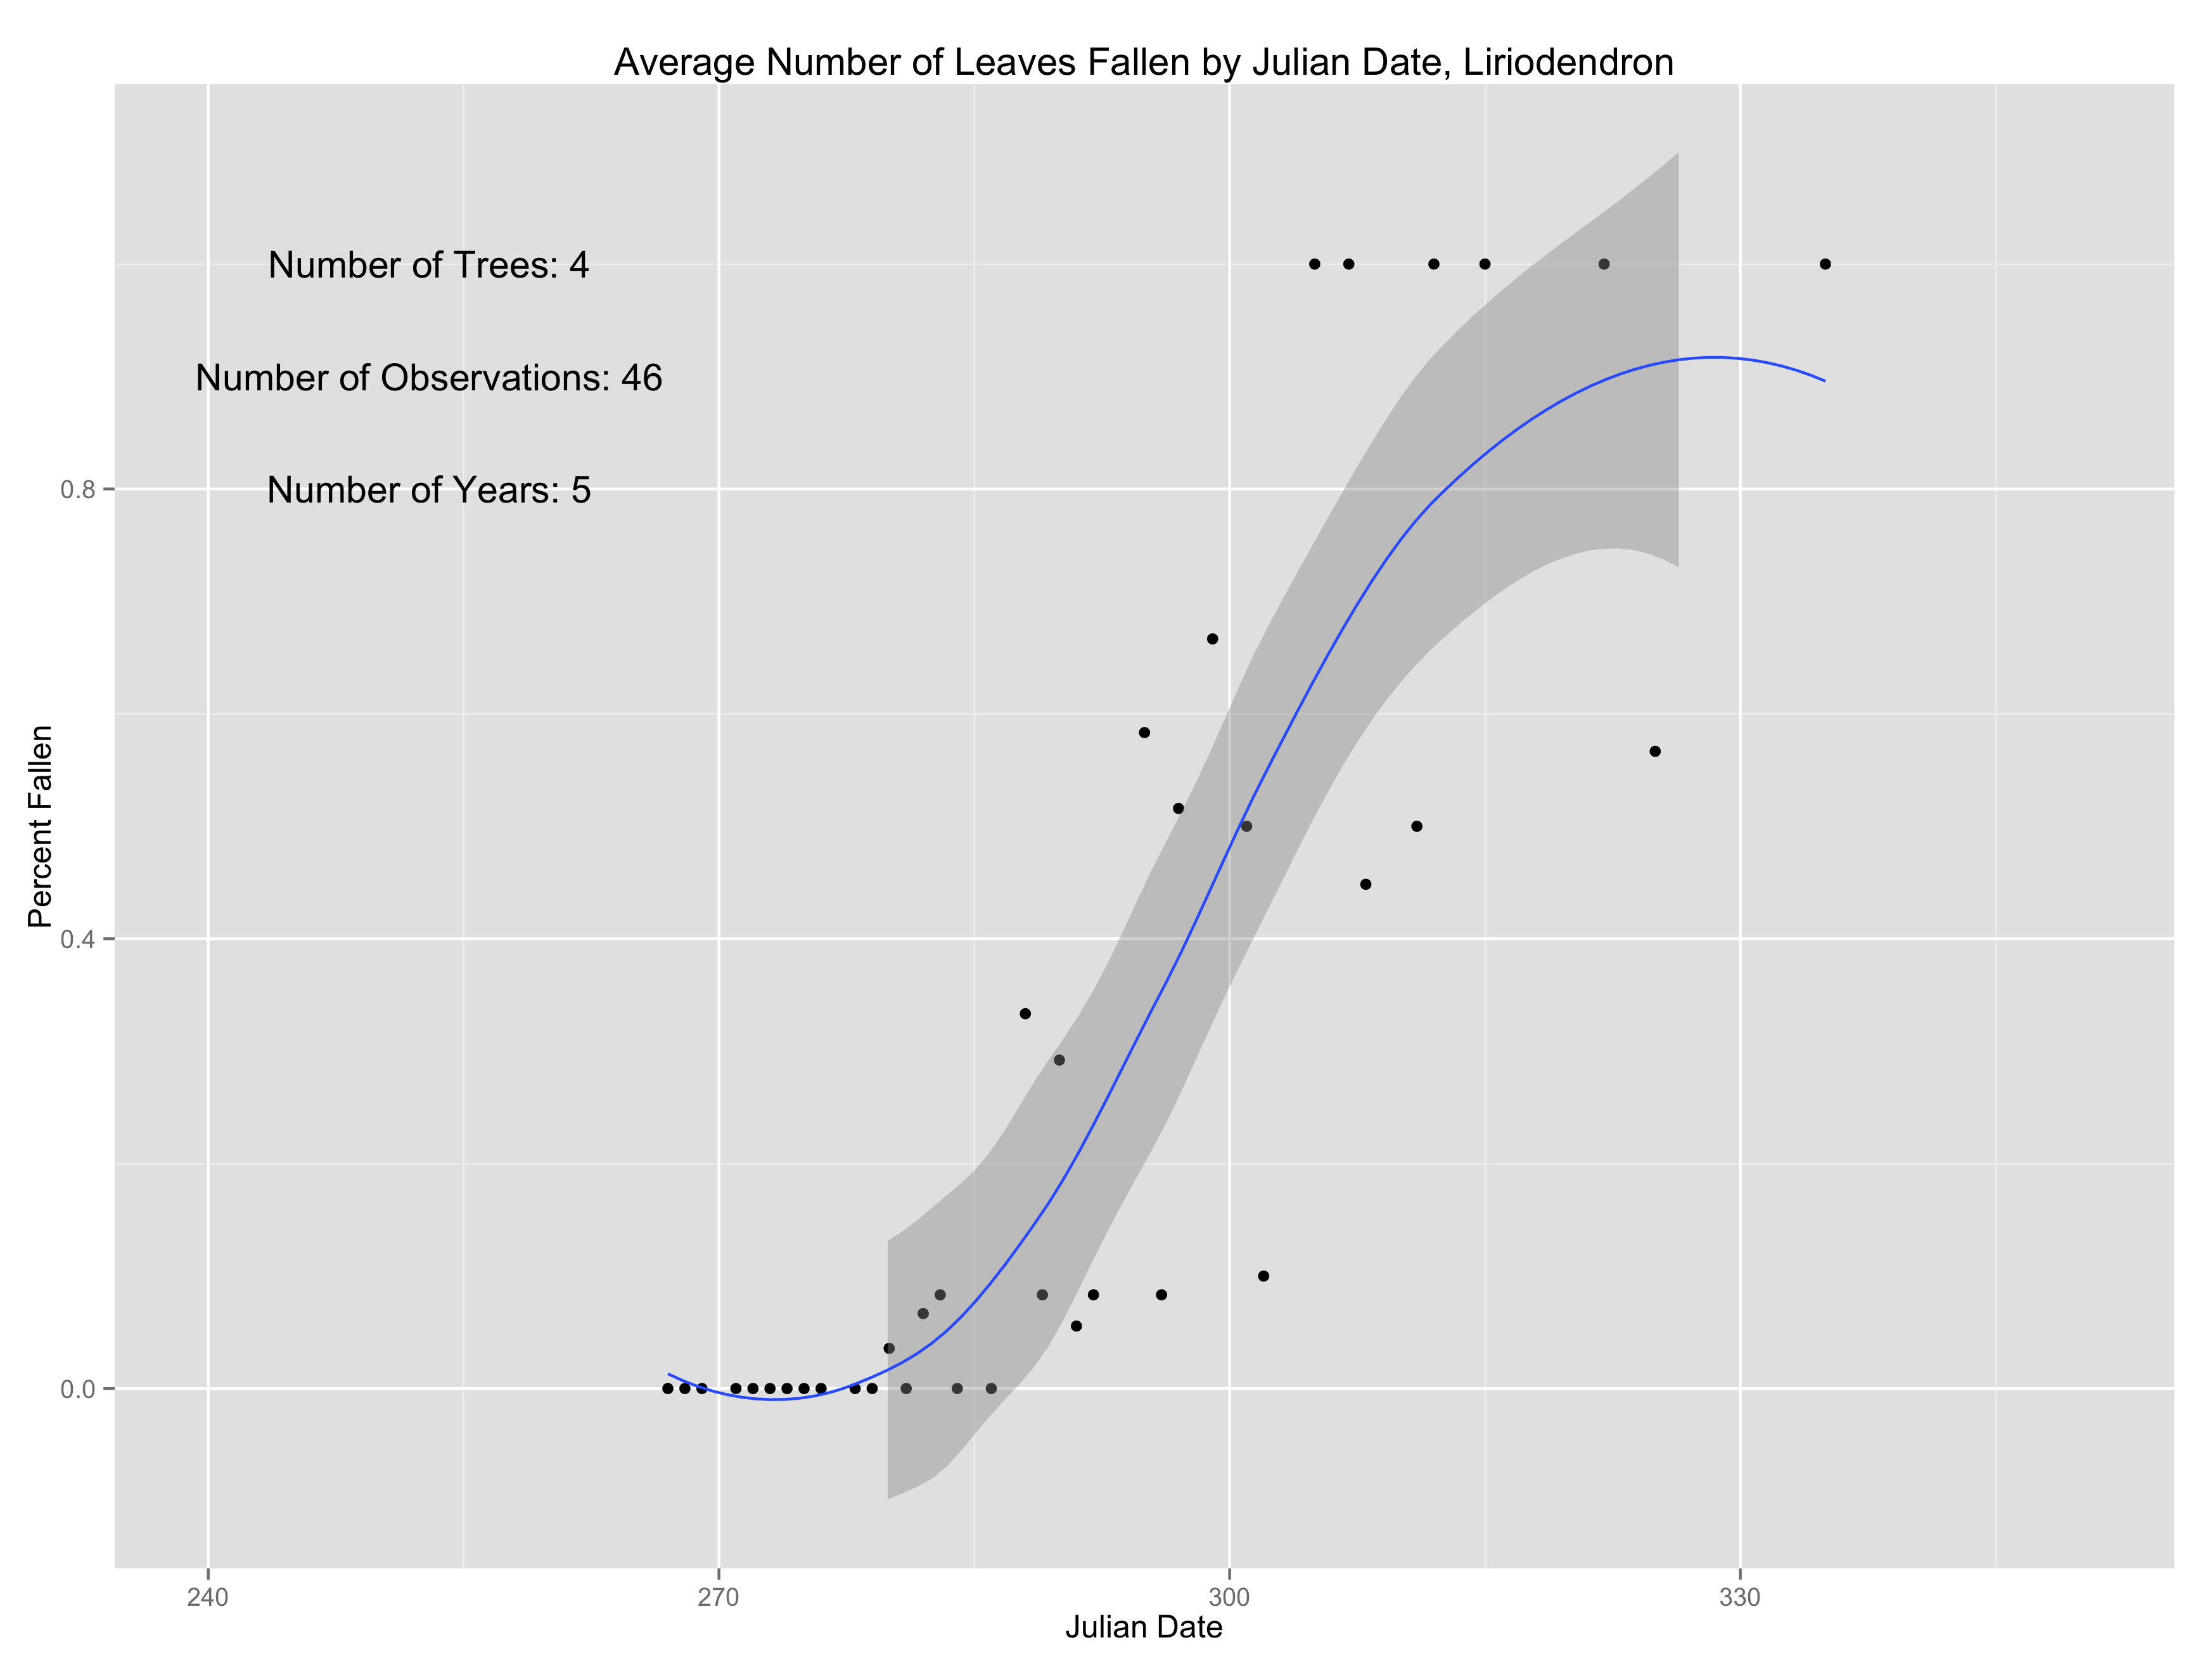 Average Number of Leaves Fallen by Julian Date, Liriodendron
Number of Trees: 4
Number of Observations: 46
Number of Years: 5
Percent Fallen
0.8
0.4
0.0
240 270 300 330
Julian Date